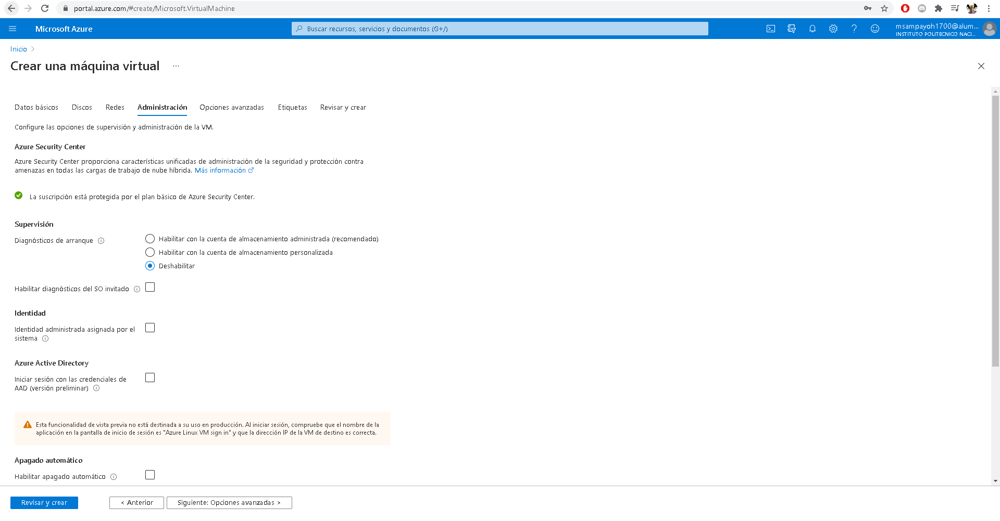 portal.azure.com/#create/Microsoft.VirtualMachine
Microsoft Azure
Buscar recursos, servicios y documentos (G+/)
msampayoh1700@alum...
INSTITUTO POLITECNICO NACI...
Inicio >
Crear una máquina virtual ...
Datos básicos Discos Redes Administración Opciones avanzadas Etiquetas Revisar y crear
Configure las opciones de supervisión y administración de la VM.
Azure Security Center
Azure Security Center proporciona características unificadas de administración de la seguridad y protección contra
amenazas en todas las cargas de trabajo de nube híbrida. Más información
La suscripción está protegida por el plan básico de Azure Security Center.
Supervisión
Diagnósticos de arranque
Habilitar con la cuenta de almacenamiento administrada (recomendado)
Habilitar con la cuenta de almacenamiento personalizada
Deshabilitar
Habilitar diagnósticos del SO invitado
Identidad
Identidad administrada asignada por el
sistema
Azure Active Directory
Iniciar sesión con las credenciales de
AAD (versión preliminar)
Esta funcionalidad de vista previa no está destinada a su uso en producción. Al iniciar sesión, compruebe que el nombre de la
aplicación en la pantalla de inicio de sesión es "Azure Linux VM sign in" y que la dirección IP de la VM de destino es correcta.
Apagado automático
Habilitar apagado automático
Revisar y crear
< Anterior
Siguiente: Opciones avanzadas >